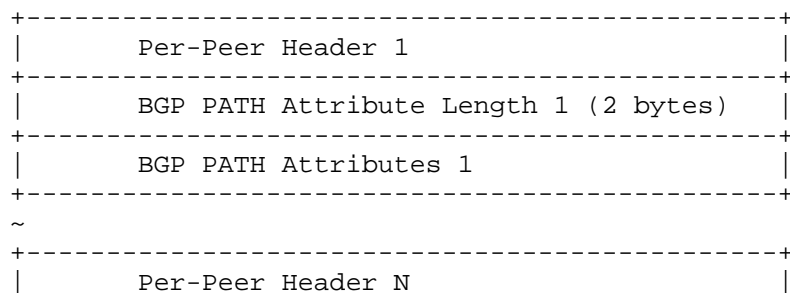 +-----------------------------------------------+
|       Per-Peer Header 1                       |
+-----------------------------------------------+
|       BGP PATH Attribute Length 1 (2 bytes)   |
+-----------------------------------------------+
|       BGP PATH Attributes 1                   |
+-----------------------------------------------+
~
+-----------------------------------------------+
|       Per-Peer Header N                       |